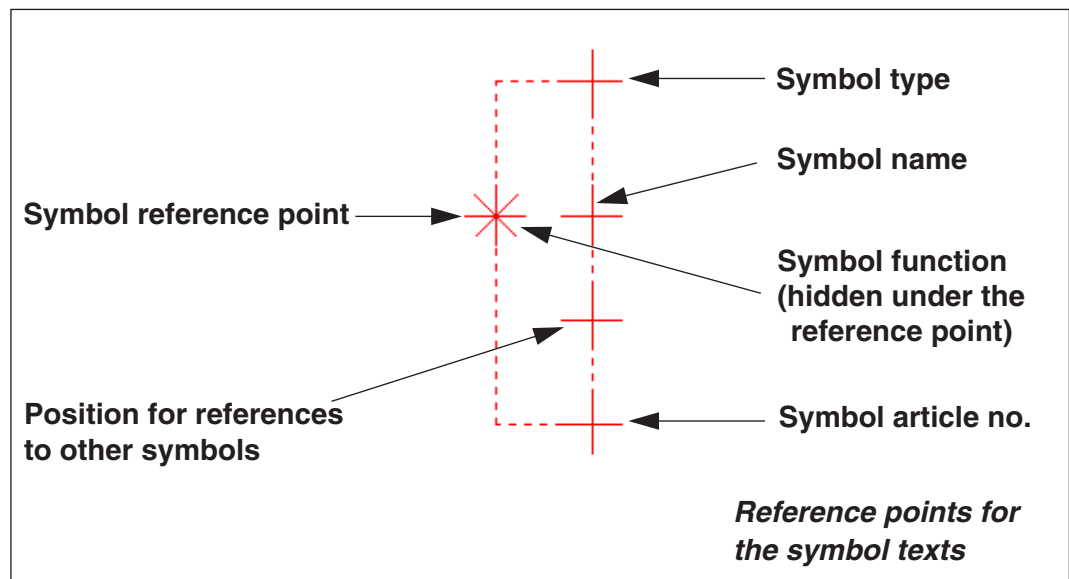 Symbol type
Symbol name
Symbol reference point
Symbol function
(hidden under the
reference point)
Position for references
to other symbols
Symbol article no.
Reference points for
the symbol texts